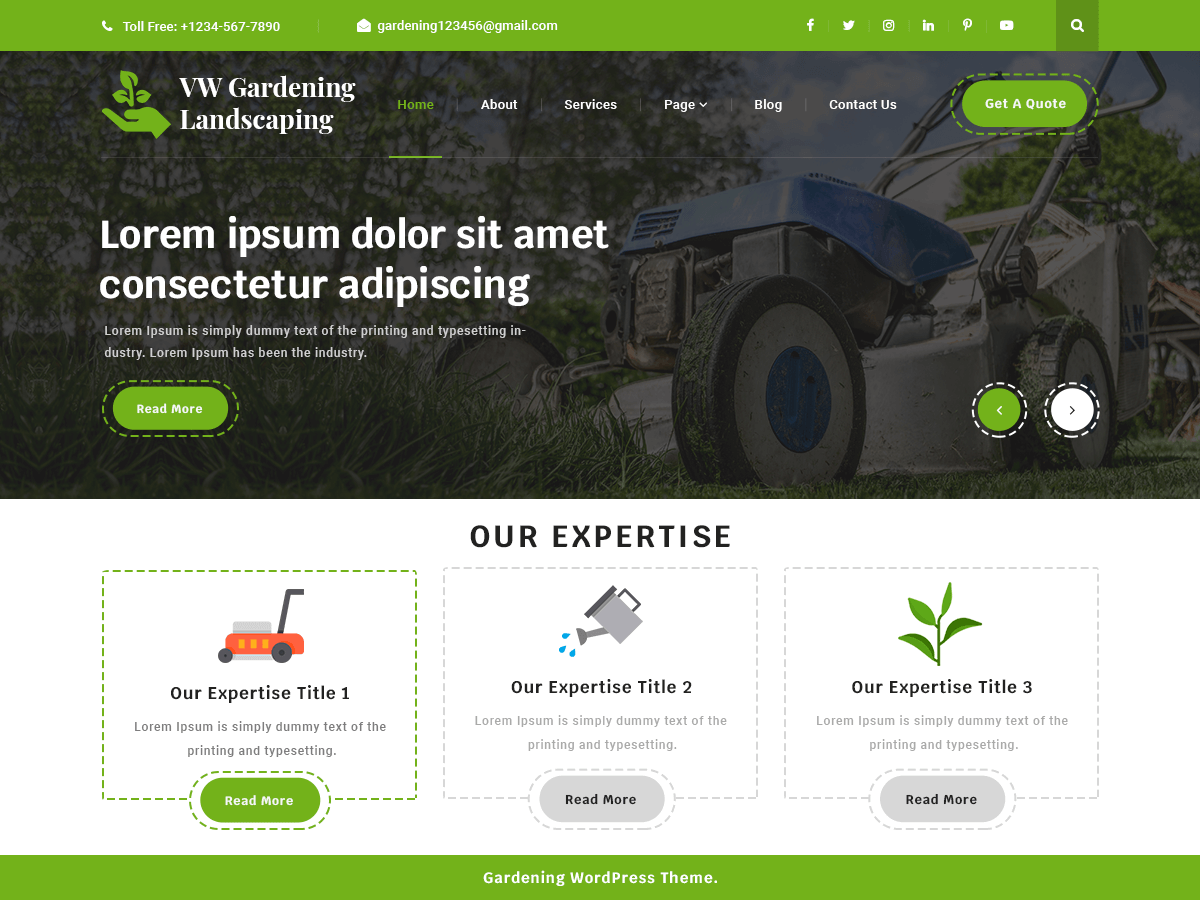 Toll Free: +1234-567-7890
gardening123456@gmail.com
VW Gardening
Landscaping
Home
About
Services
Page
Blog
Contact Us
Get A Quote
Lorem ipsum dolor sit amet
consectetur adipiscing
Lorem Ipsum is simply dummy text of the printing and typesetting in-
dustry. Lorem Ipsum has been the industry.
Read More
OUR EXPERTISE
Our Expertise Title 1
Lorem Ipsum is simply dummy text of the
printing and typesetting.
Read More
Our Expertise Title 2
Lorem Ipsum is simply dummy text of the
printing and typesetting.
Read More
Our Expertise Title 3
Lorem Ipsum is simply dummy text of the
printing and typesetting.
Read More
Gardening WordPress Theme.